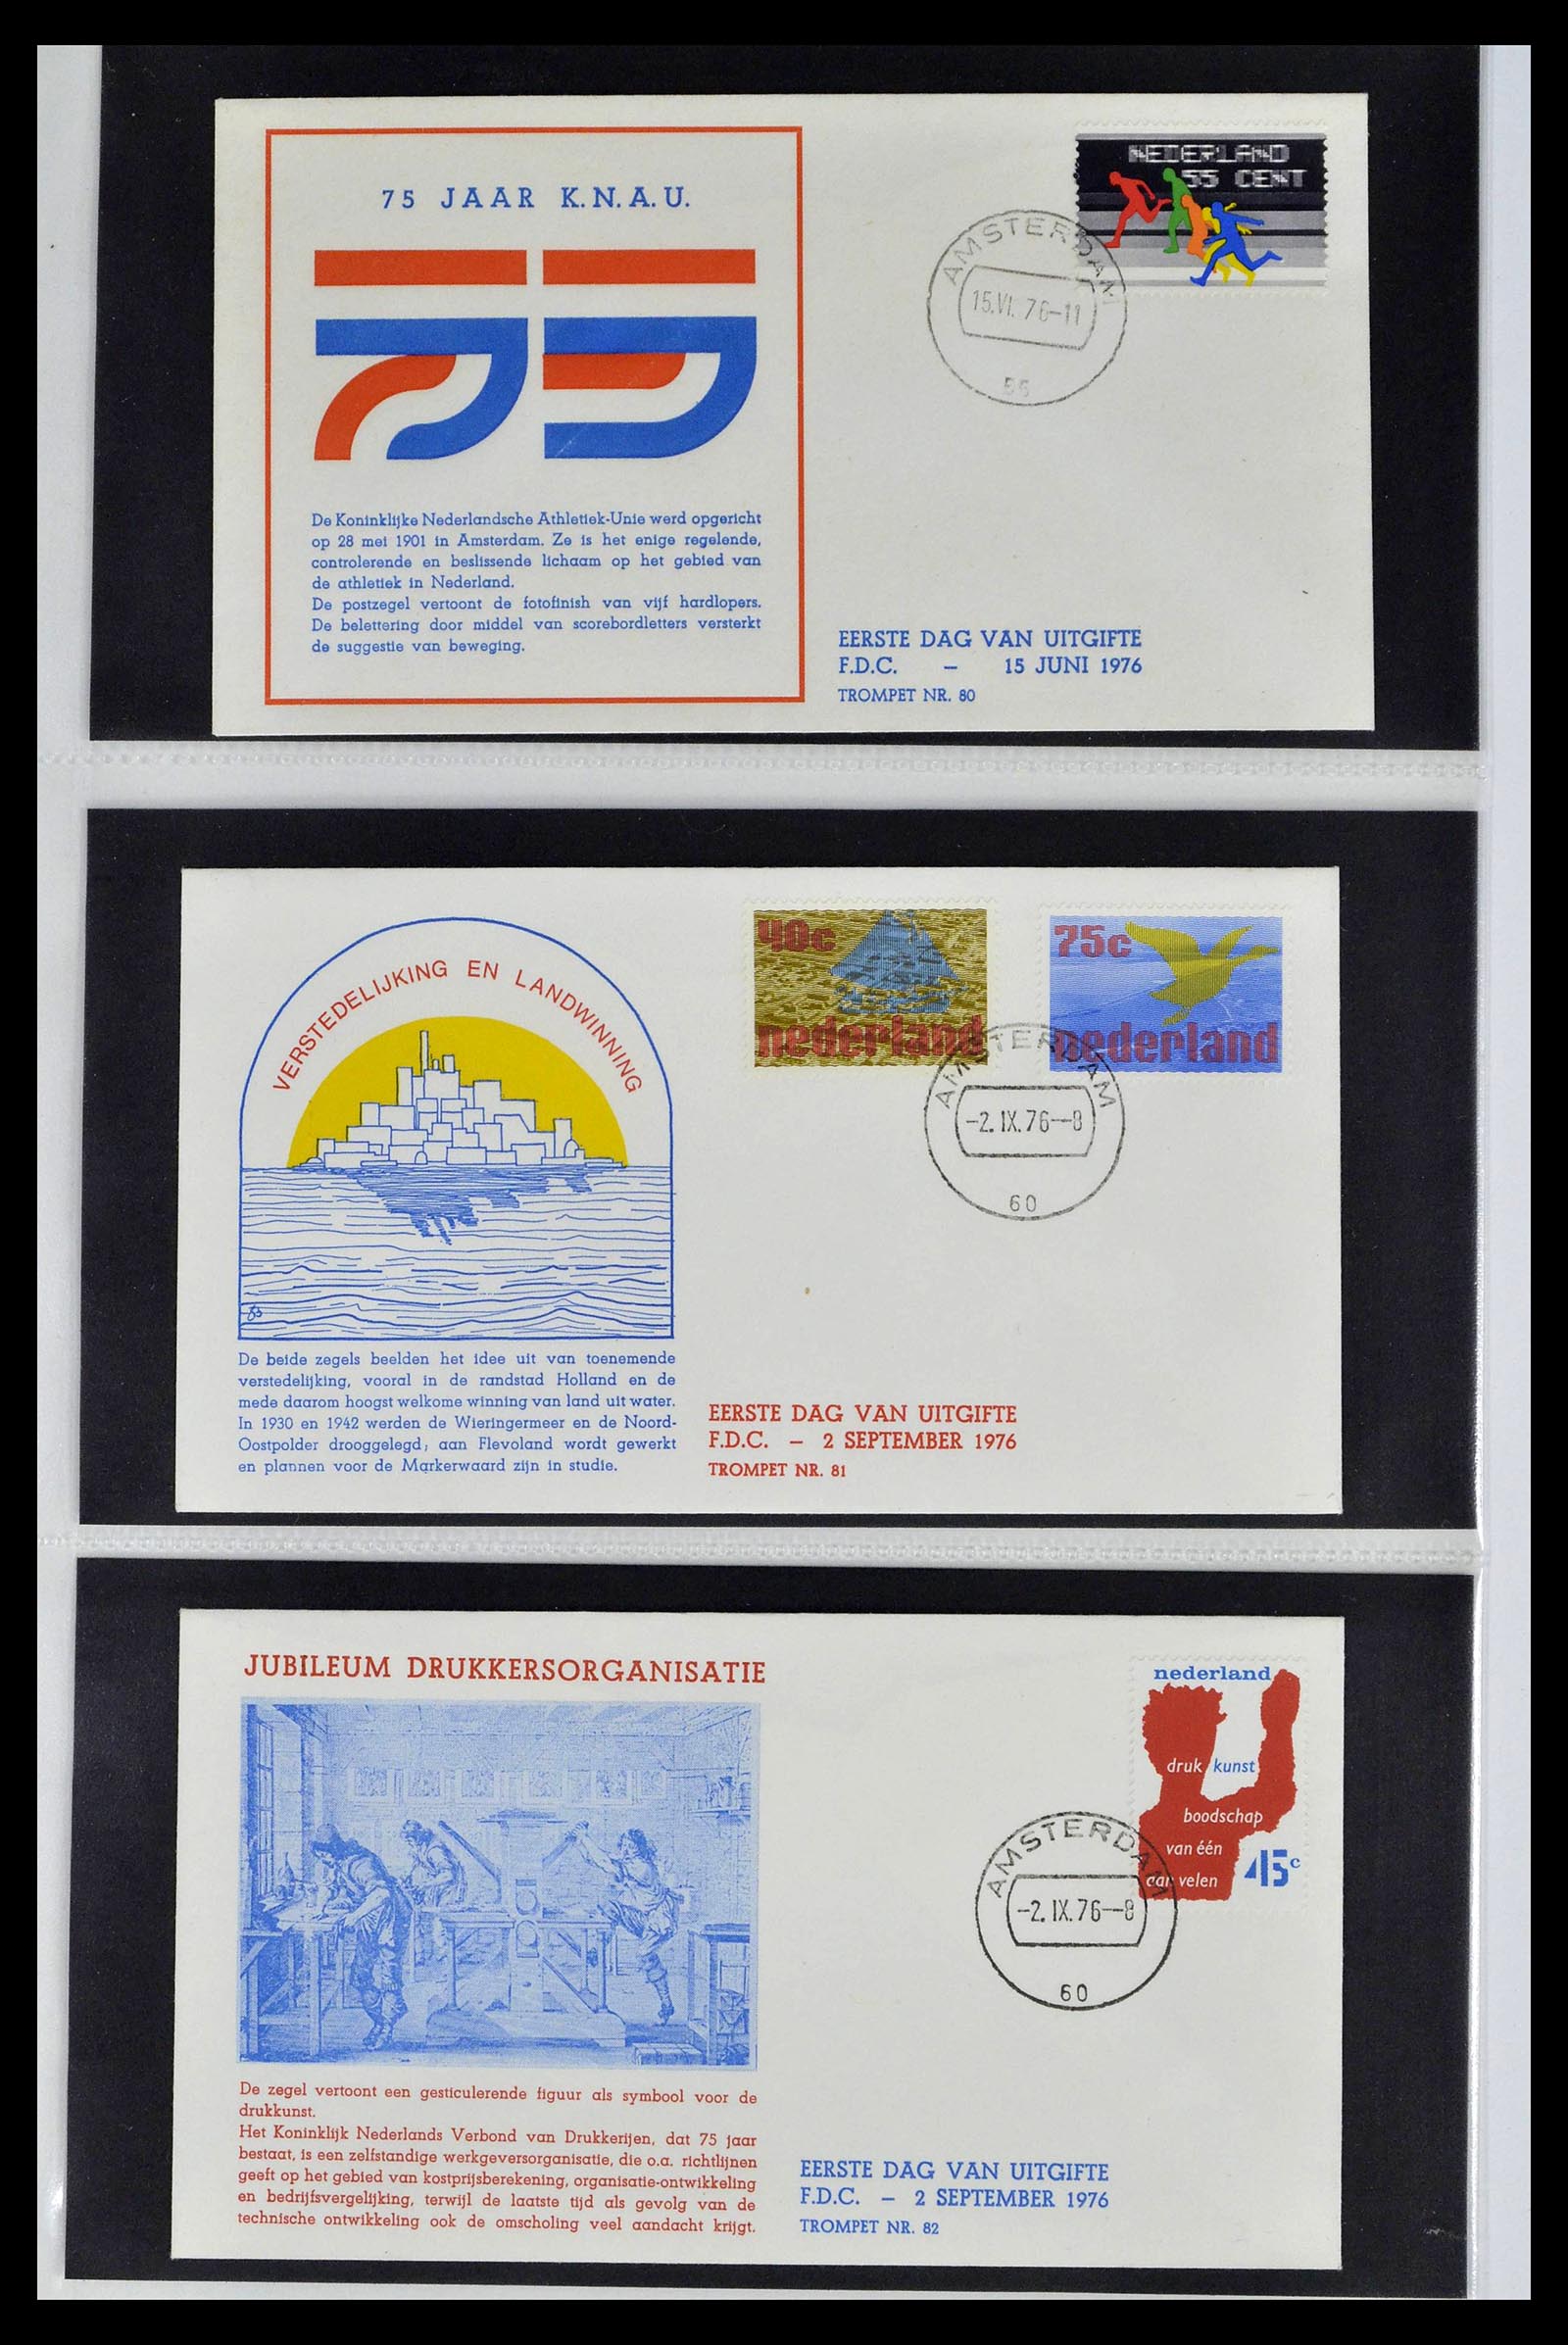 75 JAAR K.N.A.U.
De Koninklijke Nederlandsche Athletiek-Unie werd opgericht
op 28 mei 1901 in Amsterdam. Ze is het enige regelende,
controlerende en beslissende lichaam op het gebied van
de athletiek in Nederland.
De postzegel vertoont de fotofinish van vijf hardlopers.
De belettering door middel van scorebordletters versterkt
de suggestie van beweging.
NEDERLAND
55 CENT
AMSTERDAM
15.VI.76-11
EERSTE DAG VAN UITGIFTE
F.D.C. - 15 JUNI 1976
TROMPET NR. 80
VERSTEDELIJKING EN LANDWINNING
De beide zegels beelden het idee uit van toenemende
verstedelijking, vooral in de randstad Holland en de
mede daarom hoogst welkome winning van land uit water.
In 1930 en 1942 werden de Wieringermeer en de Noord-
Oostpolder drooggelegd; aan Flevoland wordt gewerkt
en plannen voor de Markerwaard zijn in studie.
40c
nederland
75c
nederland
AMSTERDAM
-2.IX.76--8
60
EERSTE DAG VAN UITGIFTE
F.D.C. - 2 SEPTEMBER 1976
TROMPET NR. 81
JUBILEUM DRUKKERSORGANISATIE
De zegel vertoont een gesticulerende figuur als symbool voor de
drukkunst.
Het Koninklijk Nederlands Verbond van Drukkerijen, dat 75 jaar
bestaat, is een zelfstandige werkgeversorganisatie, die o.a. richtlijnen
geeft op het gebied van kostprijsberekening, organisatie-ontwikkeling
en bedrijfsvergelijking, terwijl de laatste tijd als gevolg van de
technische ontwikkeling ook de omscholing veel aandacht krijgt.
nederland
druk kunst
boodschap
van één
aan velen
45c
AMSTERDAM
-2.IX.76--8
60
EERSTE DAG VAN UITGIFTE
F.D.C. - 2 SEPTEMBER 1976
TROMPET NR. 82